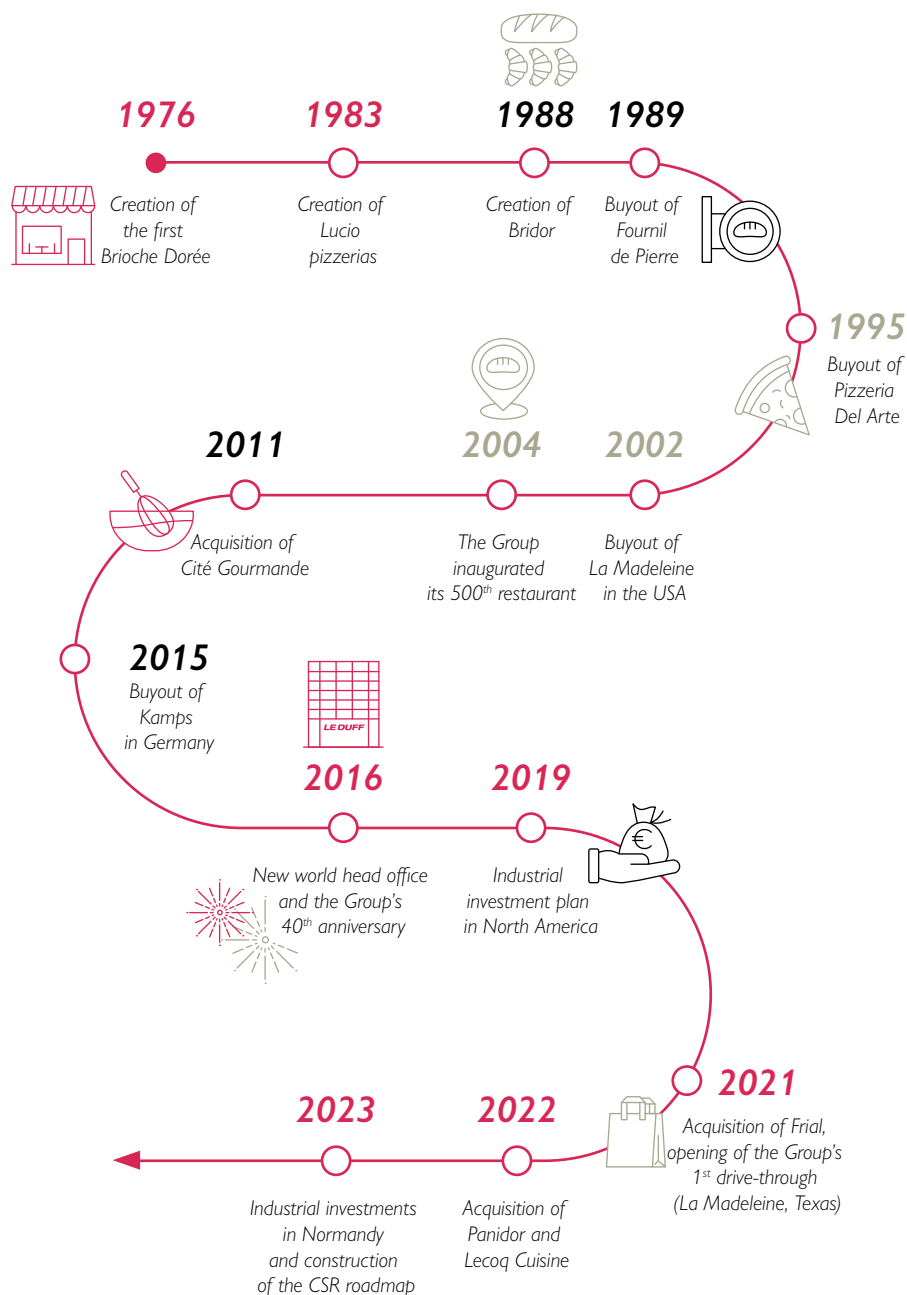 1976
Creation of
the first
Brioche Dorée
1983
Creation of
Lucio
pizzerias
1988
Creation of
Bridor
1989
Buyout of
Fournil
de Pierre
1995
Buyout of
Pizzeria
Del Arte
2002
Buyout of
La Madeleine
in the USA
2004
The Group
inaugurated
its 500th restaurant
2011
Acquisition of
Cité Gourmande
2015
Buyout of
Kamps
in Germany
LE DUFF
2016
New world head office
and the Group's
40th anniversary
2019
Industrial
investment plan
in North America
€
2021
Acquisition of Frial,
opening of the Group's
1st drive-through
(La Madeleine, Texas)
2022
Acquisition of
Panidor and
Lecoq Cuisine
2023
Industrial investments
in Normandy
and construction
of the CSR roadmap